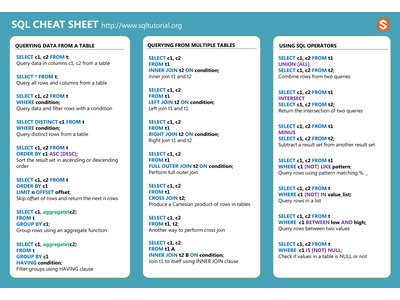 SQL CHEAT SHEET http://www.sqltutorial.org
S
QUERYING DATA FROM A TABLE
SELECT c1, c2 FROM t;
Query data in columns c1, c2 from a table
SELECT * FROM t;
Query all rows and columns from a table
SELECT c1, c2 FROM t
WHERE condition;
Query data and filter rows with a condition
SELECT DISTINCT c1 FROM t
WHERE condition;
Query distinct rows from a table
SELECT c1, c2 FROM t
ORDER BY c1 ASC [DESC];
Sort the result set in ascending or descending
order
SELECT c1, c2 FROM t
ORDER BY c1
LIMIT n OFFSET offset;
Skip offset of rows and return the next n rows
SELECT c1, aggregate(c2)
FROM t
GROUP BY c1;
Group rows using an aggregate function
SELECT c1, aggregate(c2)
FROM t
GROUP BY c1
HAVING condition;
Filter groups using HAVING clause
QUERYING FROM MULTIPLE TABLES
SELECT c1, c2
FROM t1
INNER JOIN t2 ON condition;
Inner join t1 and t2
SELECT c1, c2
FROM t1
LEFT JOIN t2 ON condition;
Left join t1 and t1
SELECT c1, c2
FROM t1
RIGHT JOIN t2 ON condition;
Right join t1 and t2
SELECT c1, c2
FROM t1
FULL OUTER JOIN t2 ON condition;
Perform full outer join
SELECT c1, c2
FROM t1
CROSS JOIN t2;
Produce a Cartesian product of rows in tables
SELECT c1, c2
FROM t1, t2;
Another way to perform cross join
SELECT c1, c2
FROM t1 A
INNER JOIN t2 B ON condition;
Join t1 to itself using INNER JOIN clause
USING SQL OPERATORS
SELECT c1, c2 FROM t1
UNION [ALL]
SELECT c1, c2 FROM t2;
Combine rows from two queries
SELECT c1, c2 FROM t1
INTERSECT
SELECT c1, c2 FROM t2;
Return the intersection of two queries
SELECT c1, c2 FROM t1
MINUS
SELECT c1, c2 FROM t2;
Subtract a result set from another result set
SELECT c1, c2 FROM t1
WHERE c1 [NOT] LIKE pattern;
Query rows using pattern matching %, _
SELECT c1, c2 FROM t
WHERE c1 [NOT] IN value_list;
Query rows in a list
SELECT c1, c2 FROM t
WHERE c1 BETWEEN low AND high;
Query rows between two values
SELECT c1, c2 FROM t
WHERE c1 IS [NOT] NULL;
Check if values in a table is NULL or not